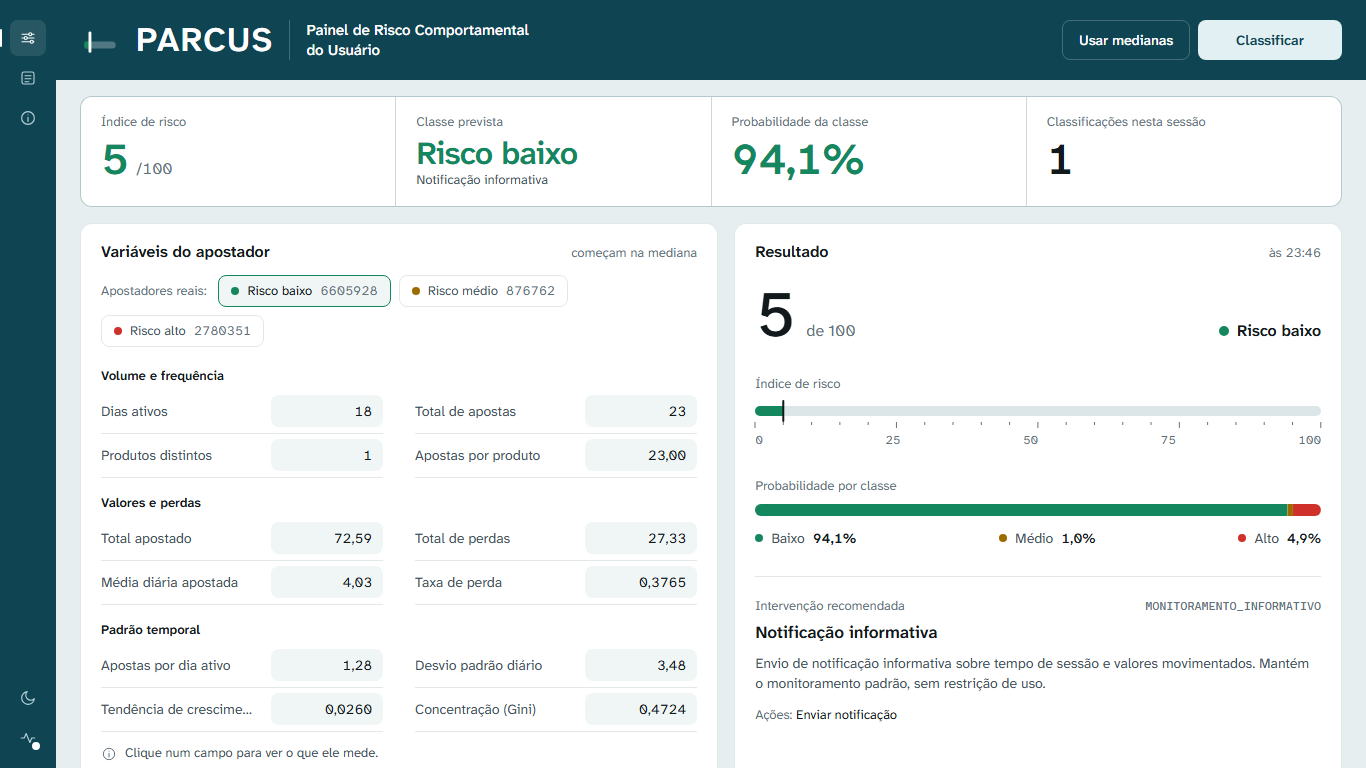 PARCUS
Painel de Risco Comportamental
do Usuário
Usar medianas
Classificar
Índice de risco
5 /100
Classe prevista
Risco baixo
Notificação informativa
Probabilidade da classe
94,1%
Classificações nesta sessão
1
Variáveis do apostador
começam na mediana
Apostadores reais:
Risco baixo 6605928
Risco médio 876762
Risco alto 2780351
Volume e frequência
Dias ativos 18
Total de apostas 23
Produtos distintos 1
Apostas por produto 23,00
Valores e perdas
Total apostado 72,59
Total de perdas 27,33
Média diária apostada 4,03
Taxa de perda 0,3765
Padrão temporal
Apostas por dia ativo 1,28
Desvio padrão diário 3,48
Tendência de crescime... 0,0260
Concentração (Gini) 0,4724
Clique num campo para ver o que ele mede.
Resultado
às 23:46
5 de 100
Risco baixo
Índice de risco
0 25 50 75 100
Probabilidade por classe
Baixo 94,1%
Médio 1,0%
Alto 4,9%
Intervenção recomendada
MONITORAMENTO_INFORMATIVO
Notificação informativa
Envio de notificação informativa sobre tempo de sessão e valores movimentados. Mantém
o monitoramento padrão, sem restrição de uso.
Ações: Enviar notificação